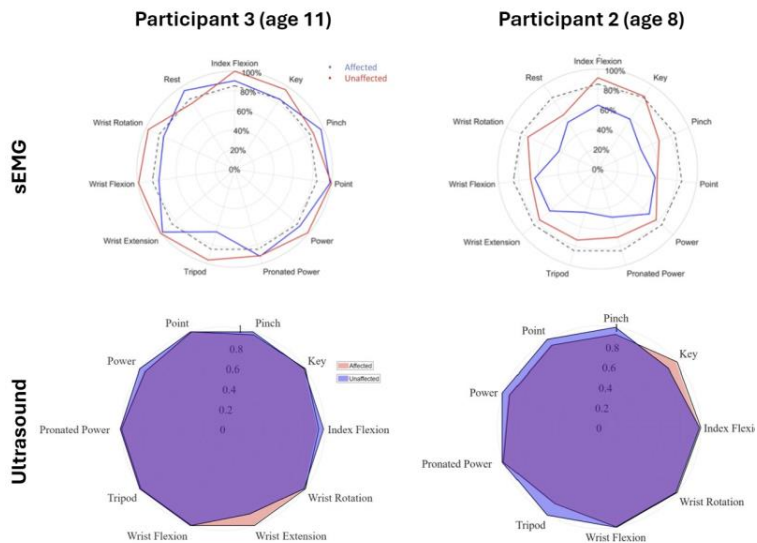 Participant 3 (age 11)
Participant 2 (age 8)
sEMG
Index Flexion
Key
Pinch
Point
Power
Pronated Power
Tripod
Wrist Extension
Wrist Flexion
Wrist Rotation
Rest
100%
80%
60%
40%
20%
0%
Affected
Unaffected
Index Flexion
Key
Pinch
Point
Power
Pronated Power
Tripod
Wrist Extension
Wrist Flexion
Wrist Rotation
Rest
100%
80%
60%
40%
20%
0%
Ultrasound
Point
Pinch
Key
Index Flexion
Wrist Rotation
Wrist Extension
Wrist Flexion
Tripod
Pronated Power
Power
1
0.8
0.6
0.4
0.2
0
Affected
Unaffected
Pinch
Key
Index Flexi
Wrist Rotation
Wrist Flexion
Tripod
Pronated Power
Power
Point
1
0.8
0.6
0.4
0.2
0